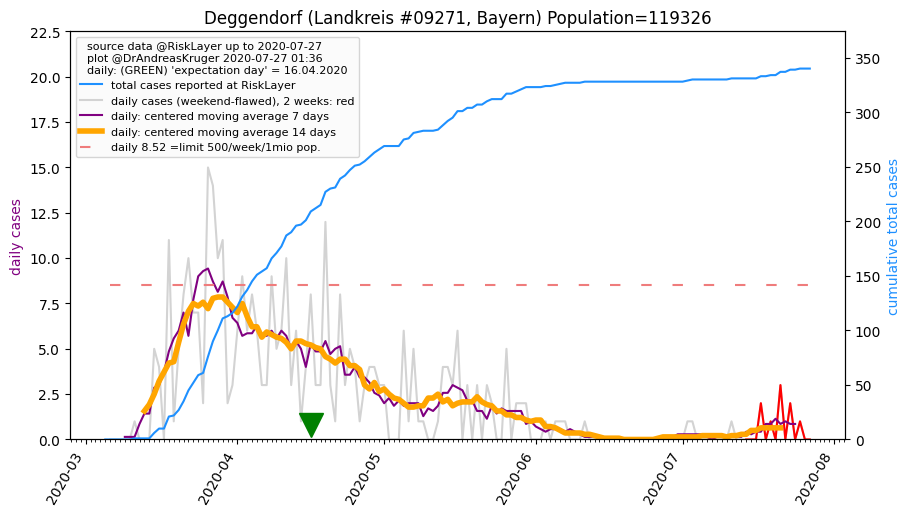 Deggendorf (Landkreis #09271, Bayern) Population=119326
source data @RiskLayer up to 2020-07-27
plot @DrAndreasKruger 2020-07-27 01:36
daily: (GREEN) 'expectation day' = 16.04.2020
total cases reported at RiskLayer
daily cases (weekend-flawed), 2 weeks: red
daily: centered moving average 7 days
daily: centered moving average 14 days
daily 8.52 =limit 500/week/1mio pop.
daily cases
22.5
20.0
17.5
15.0
12.5
10.0
7.5
5.0
2.5
0.0
cumulative total cases
350
300
250
200
150
100
50
0
2020-03
2020-04
2020-05
2020-06
2020-07
2020-08